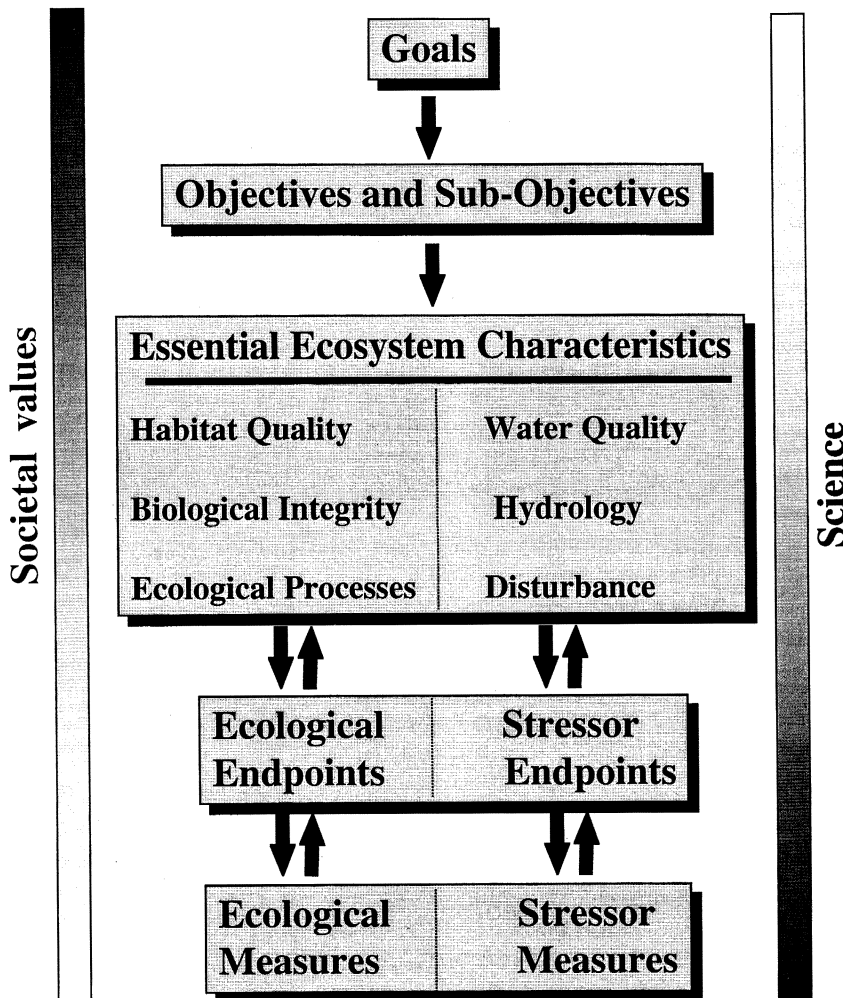 Goals
Objectives and Sub-Objectives
Essential Ecosystem Characteristics
Habitat Quality
Water Quality
Biological Integrity
Hydrology
Ecological Processes
Disturbance
Ecological
Endpoints
Stressor
Endpoints
Ecological
Measures
Stressor
Measures
Societal values
Science